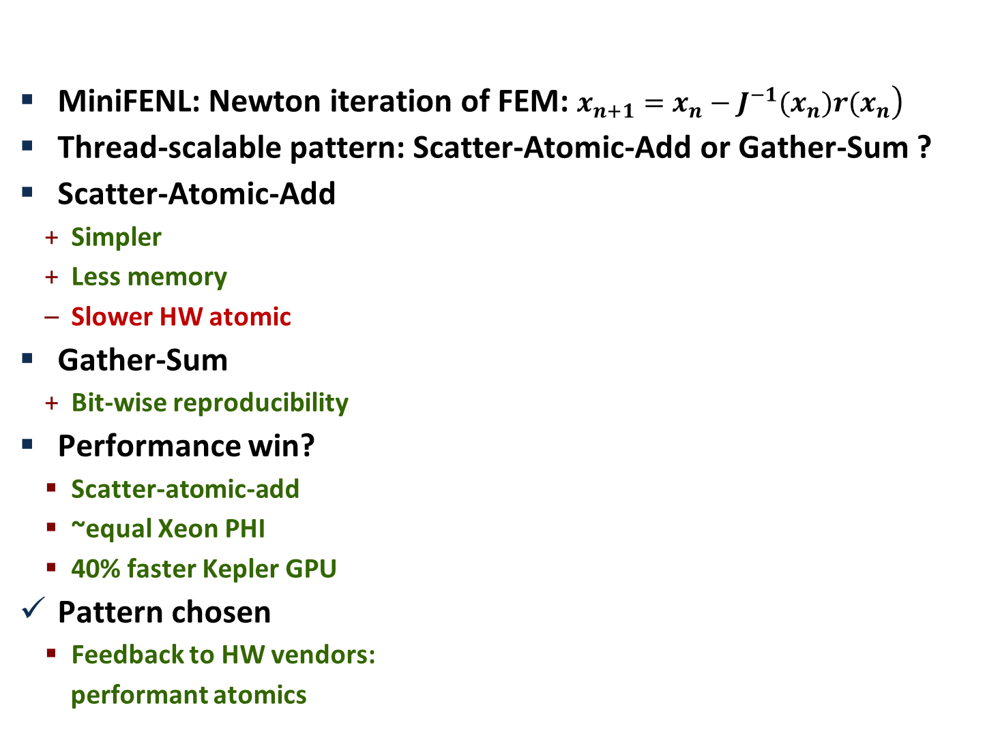 ▪ MiniFENL: Newton iteration of FEM: $x_{n+1} = x_n - J^{-1}(x_n)r(x_n)$
▪ Thread-scalable pattern: Scatter-Atomic-Add or Gather-Sum ?
▪ Scatter-Atomic-Add
+ Simpler
+ Less memory
– Slower HW atomic
▪ Gather-Sum
+ Bit-wise reproducibility
▪ Performance win?
▪ Scatter-atomic-add
▪ ~equal Xeon PHI
▪ 40% faster Kepler GPU
✓ Pattern chosen
▪ Feedback to HW vendors:
performant atomics